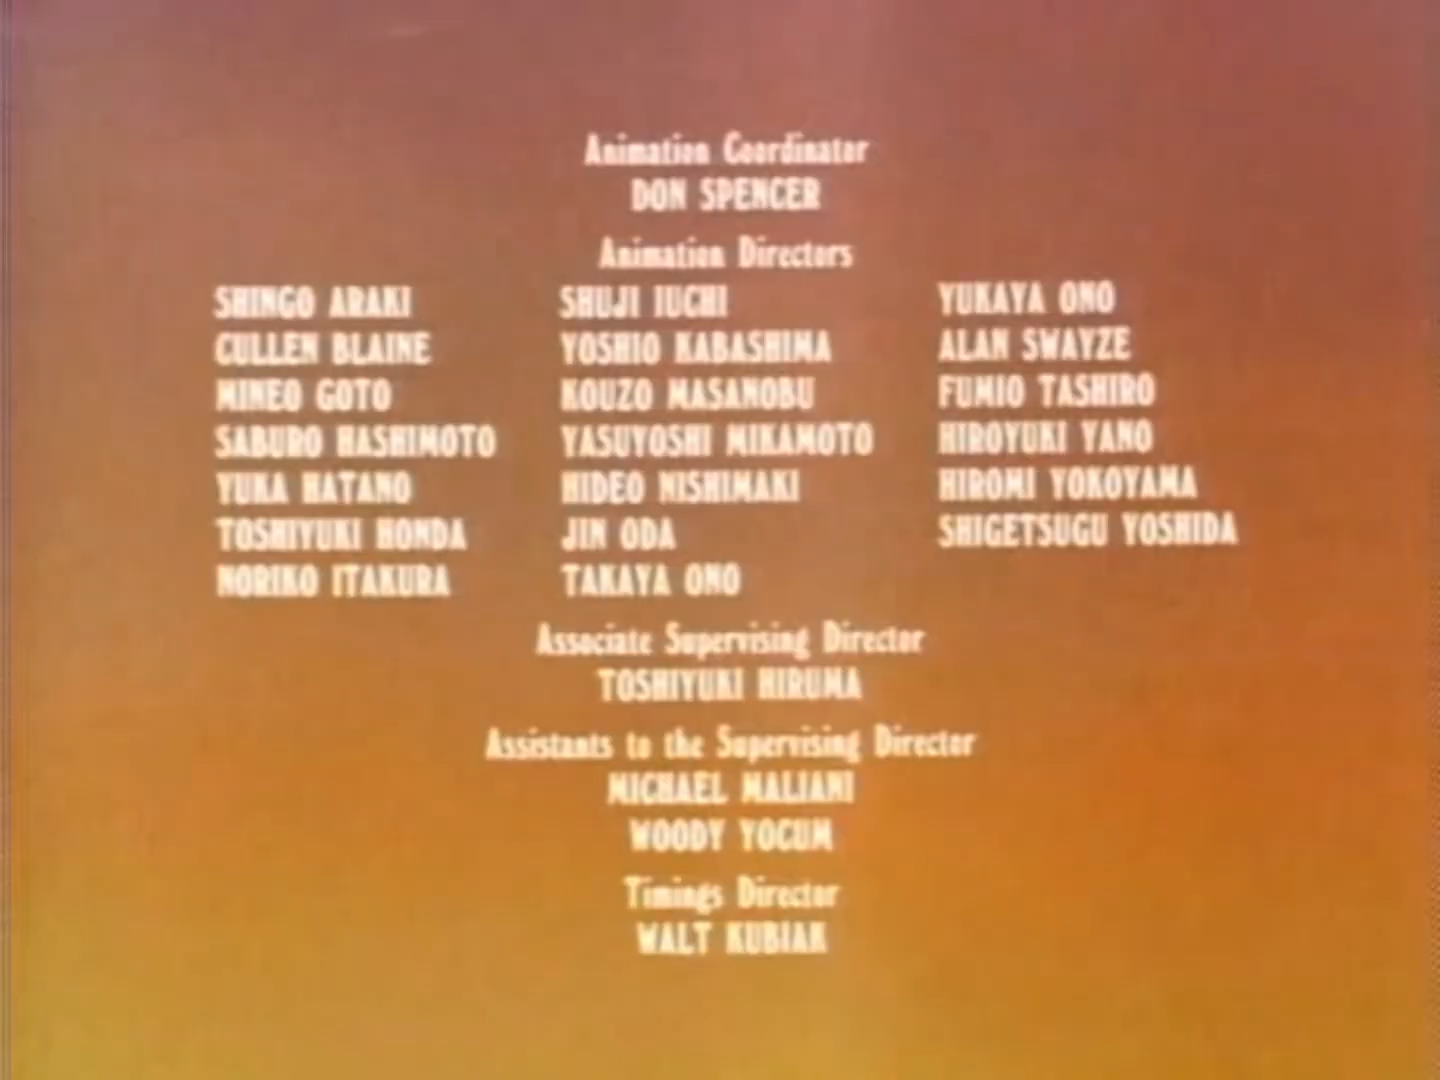 Animation Coordinator
DON SPENCER
Animation Directors
SHINGO ARAKI
CULLEN BLAINE
MINEO GOTO
SABURO HASHIMOTO
YUKA HATANO
TOSHIYUKI HONDA
NORIKO ITAKURA
SHUJI IUCHI
YOSHIO KABASHIMA
KOUZO MASANOBU
YASUYOSHI MIKAMOTO
HIDEO NISHIMAKI
JIN ODA
TAKAYA ONO
YUKAYA ONO
ALAN SWAYZE
FUMIO TASHIRO
HIROYUKI YANO
HIROMI YOKOYAMA
SHIGETSUGU YOSHIDA
Associate Supervising Director
TOSHIYUKI HIRUMA
Assistants to the Supervising Director
MICHAEL MALIANI
WOODY YOCUM
Timings Director
WALT KUBIAK